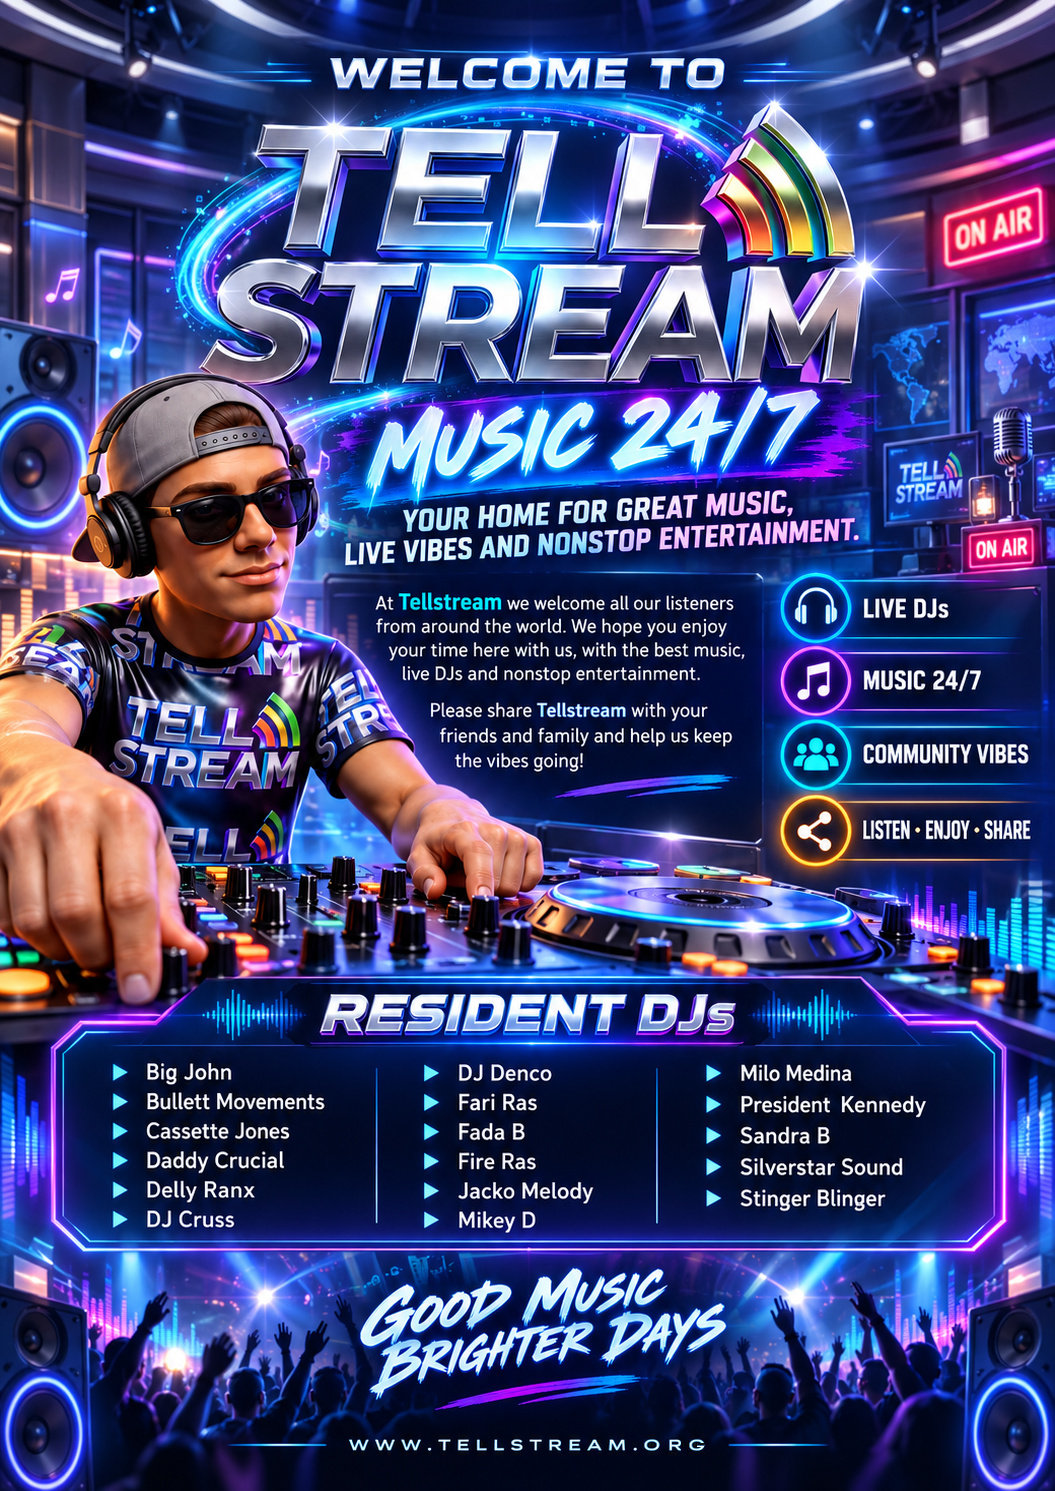 WELCOME TO
TELL
STREAM
MUSIC 24/7
YOUR HOME FOR GREAT MUSIC,
LIVE VIBES AND NONSTOP ENTERTAINMENT.
ON AIR
TELL
STREAM
ON AIR
At Tellstream we welcome all our listeners
from around the world. We hope you enjoy
your time here with us, with the best music,
live DJs and nonstop entertainment.
Please share Tellstream with your
friends and family and help us keep
the vibes going!
LIVE DJs
MUSIC 24/7
COMMUNITY VIBES
LISTEN • ENJOY • SHARE
STREAM
TELL
STREAM
TELL
RESIDENT DJs
Big John
Bullett Movements
Cassette Jones
Daddy Crucial
Delly Ranx
DJ Cruss
DJ Denco
Fari Ras
Fada B
Fire Ras
Jacko Melody
Mikey D
Milo Medina
President Kennedy
Sandra B
Silverstar Sound
Stinger Blinger
GOOD MUSIC
BRIGHTER DAYS
WWW.TELLSTREAM.ORG